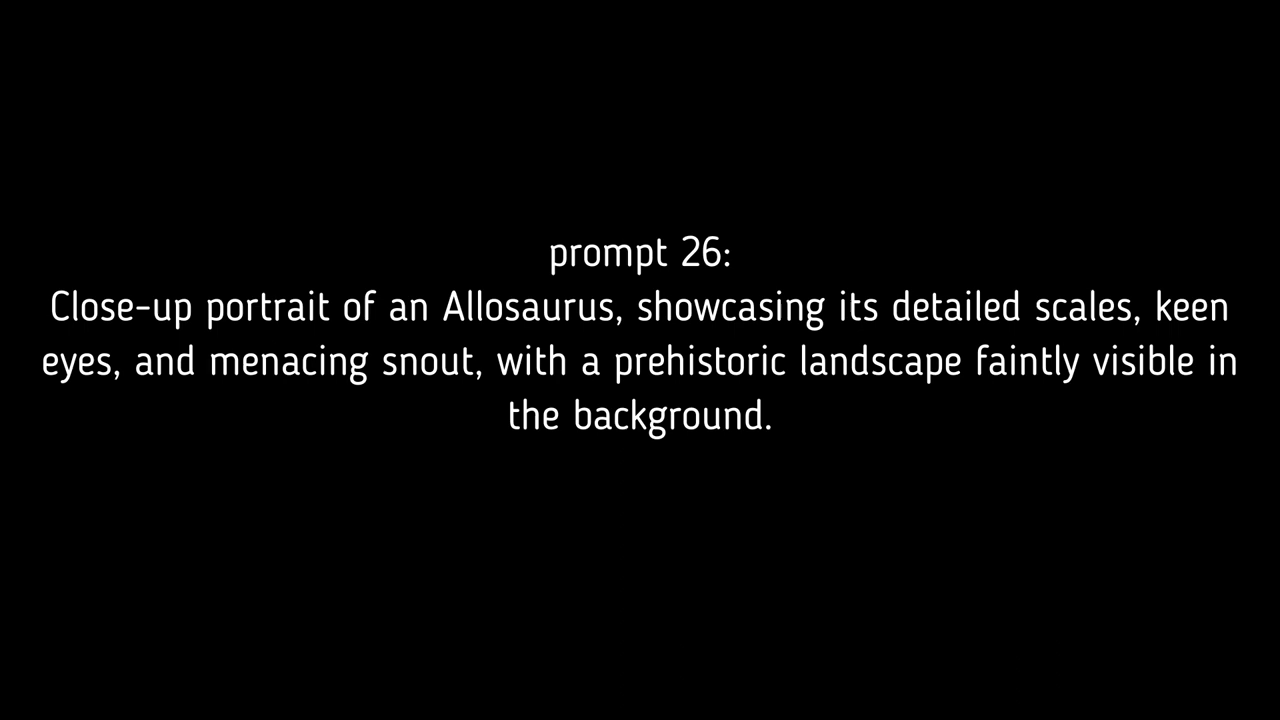 prompt 26:
Close-up portrait of an Allosaurus, showcasing its detailed scales, keen
eyes, and menacing snout, with a prehistoric landscape faintly visible in
the background.